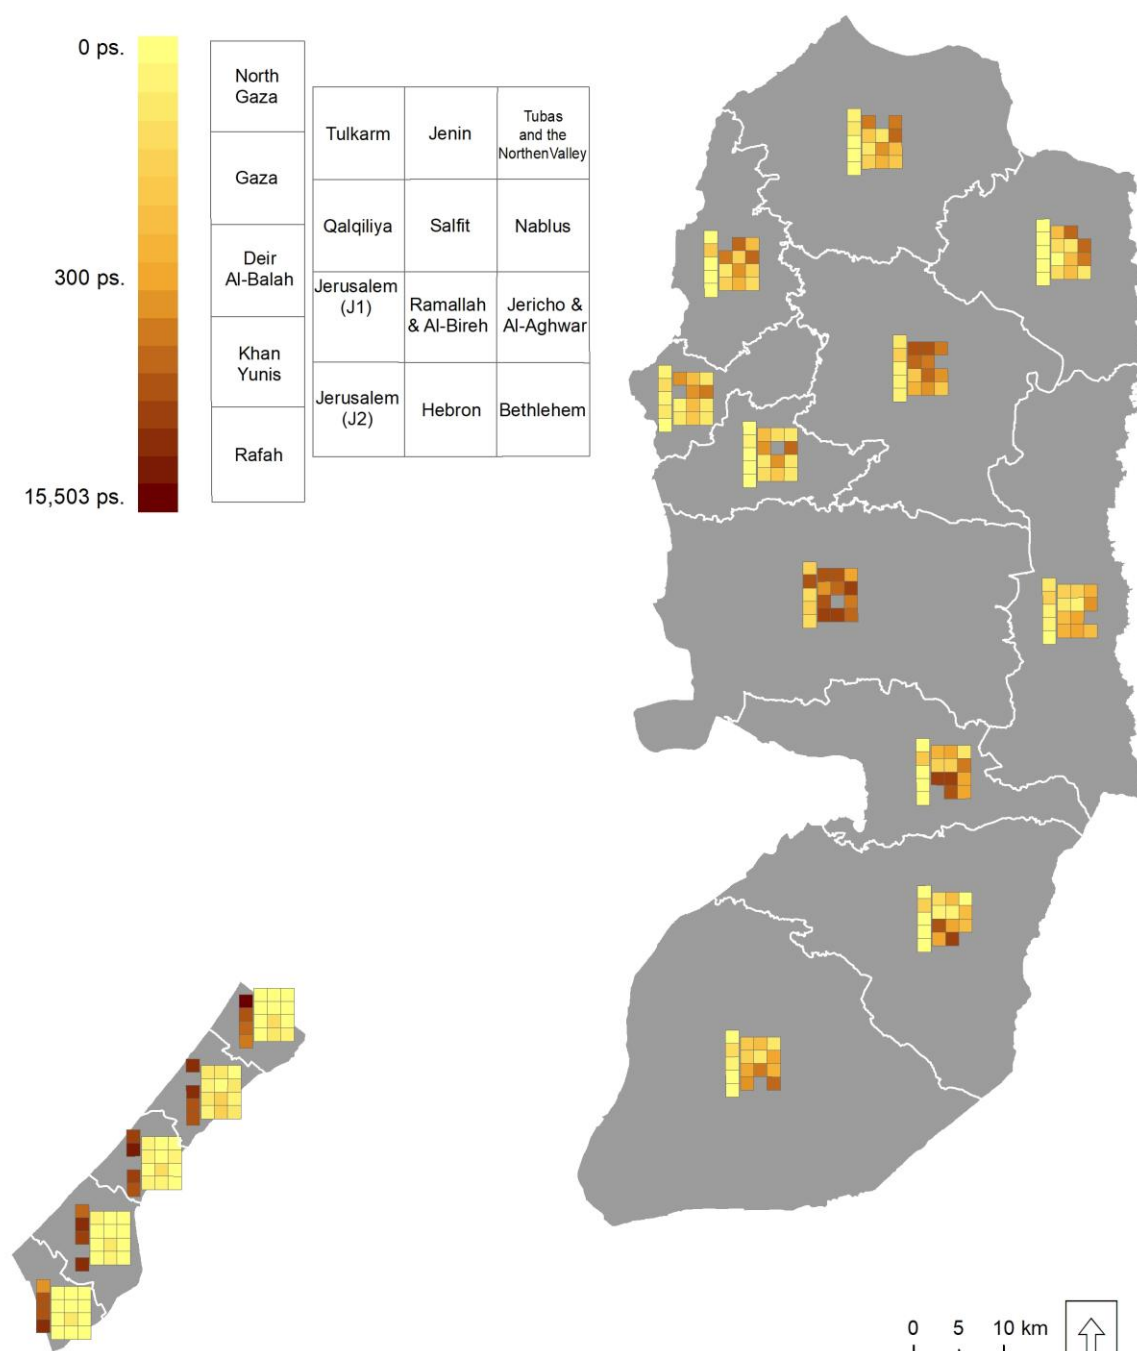 0 ps.
300 ps.
15,503 ps.
North
Gaza
Gaza
Deir
Al-Balah
Khan
Yunis
Rafah
Tulkarm
Jenin
Tubas
and the
NorthenValley
Qalqiliya
Salfit
Nablus
Jerusalem
(J1)
Ramallah
& Al-Bireh
Jericho &
Al-Aghwar
Jerusalem
(J2)
Hebron
Bethlehem
0 5 10 km